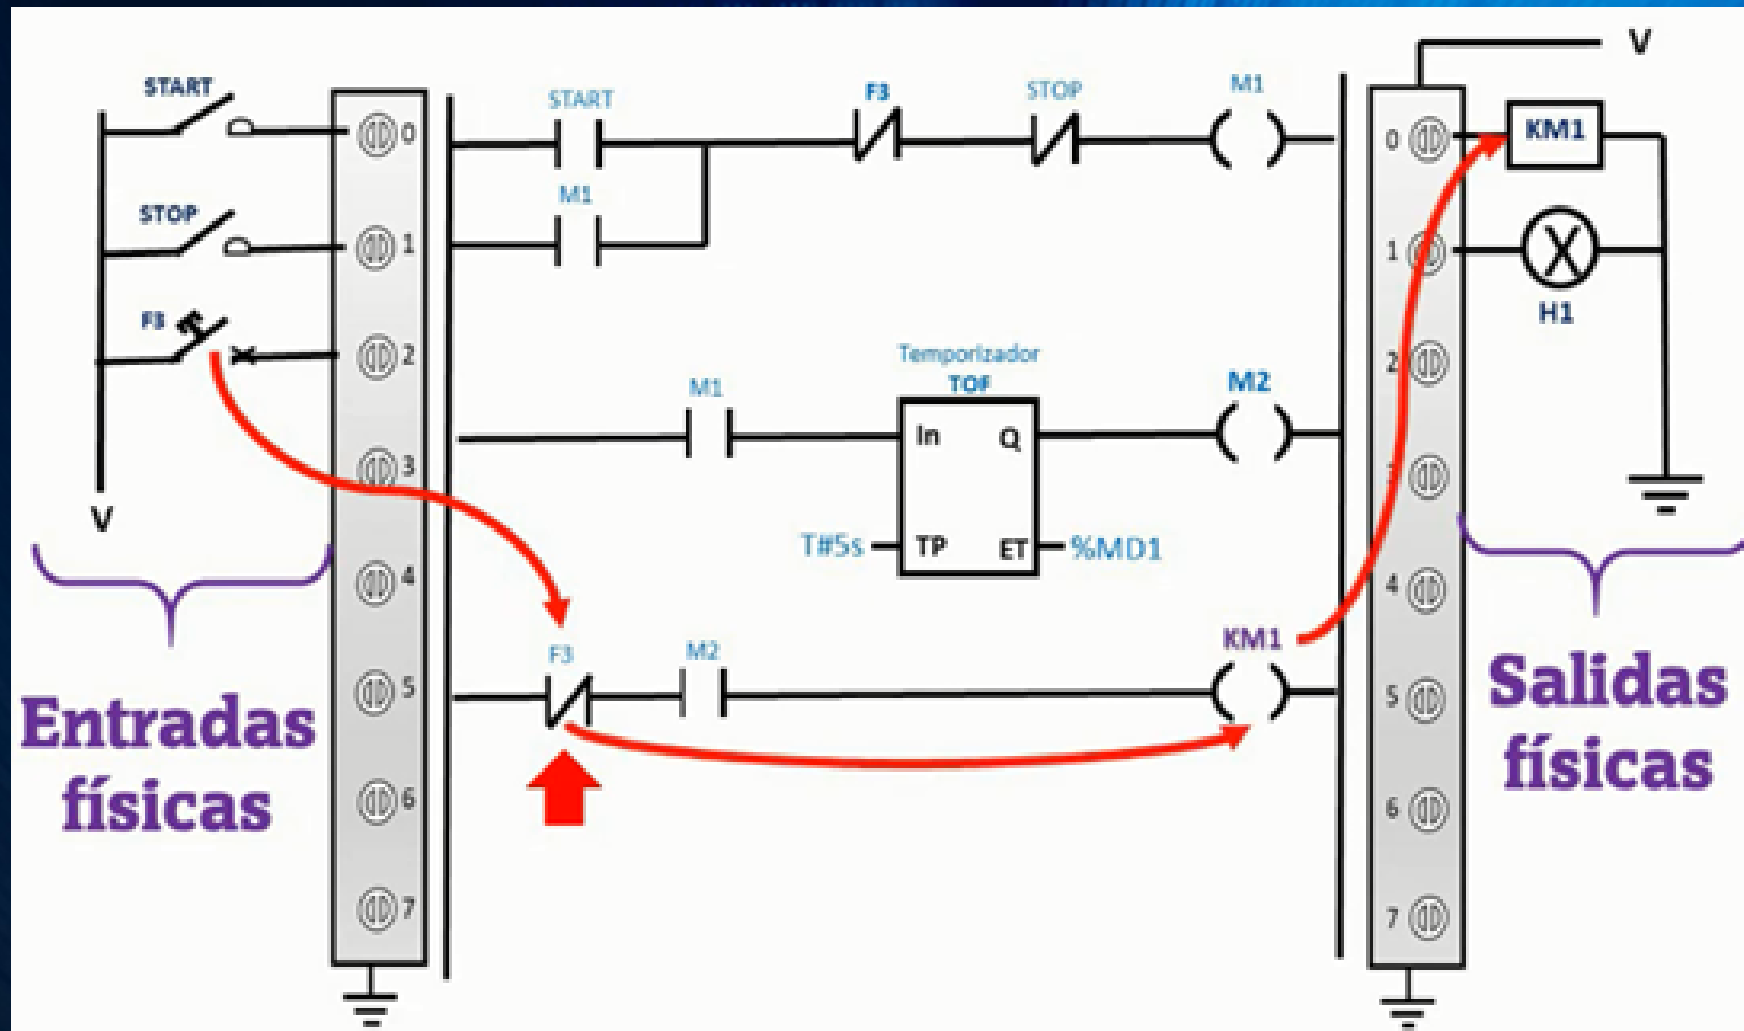 START
STOP
F3
V
Entradas
físicas
0
1
2
3
4
5
6
7
START
F3
STOP
M1
M1
M1
Temporizador
TOF
In
Q
T#5s
TP
ET
%MD1
M2
F3
M2
KM1
0
1
2
4
5
6
7
V
KM1
H1
Salidas
físicas